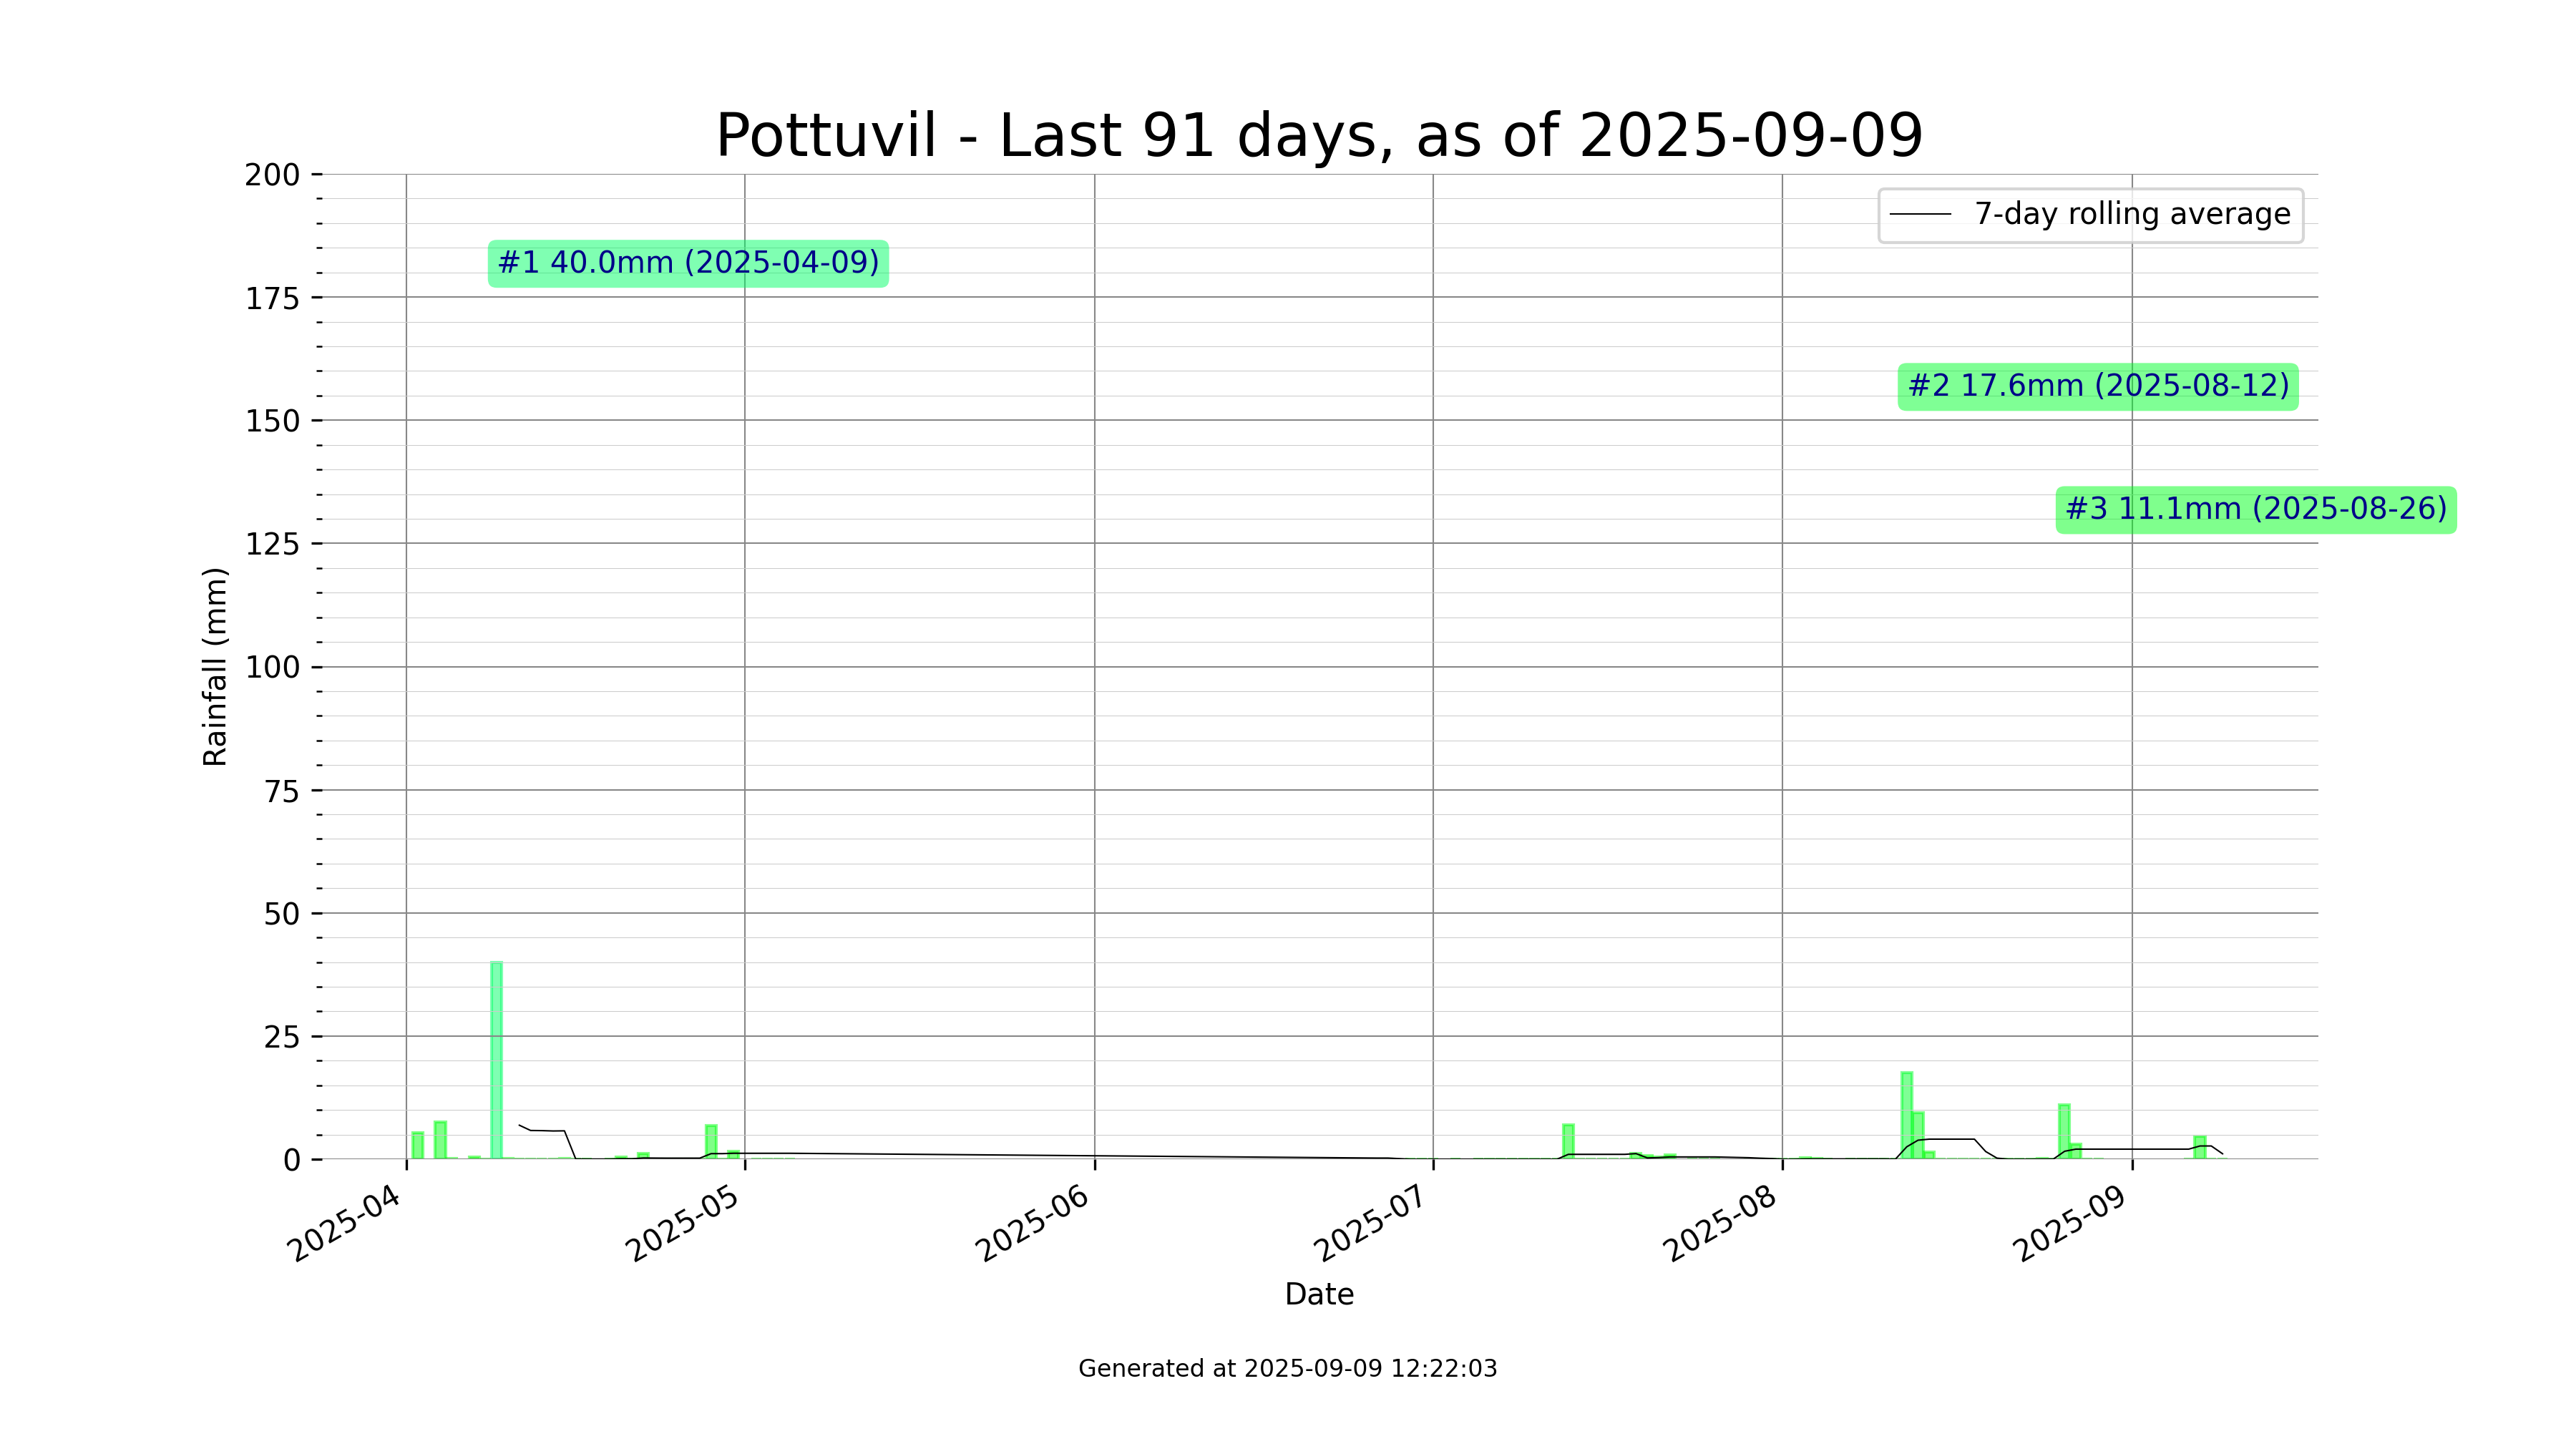 Pottuvil - Last 91 days, as of 2025-09-09
200
175
150
125
100
75
50
25
0
Rainfall (mm)
7-day rolling average
#1 40.0mm (2025-04-09)
#2 17.6mm (2025-08-12)
#3 11.1mm (2025-08-26)
2025-04
2025-05
2025-06
2025-07
2025-08
2025-09
Date
Generated at 2025-09-09 12:22:03